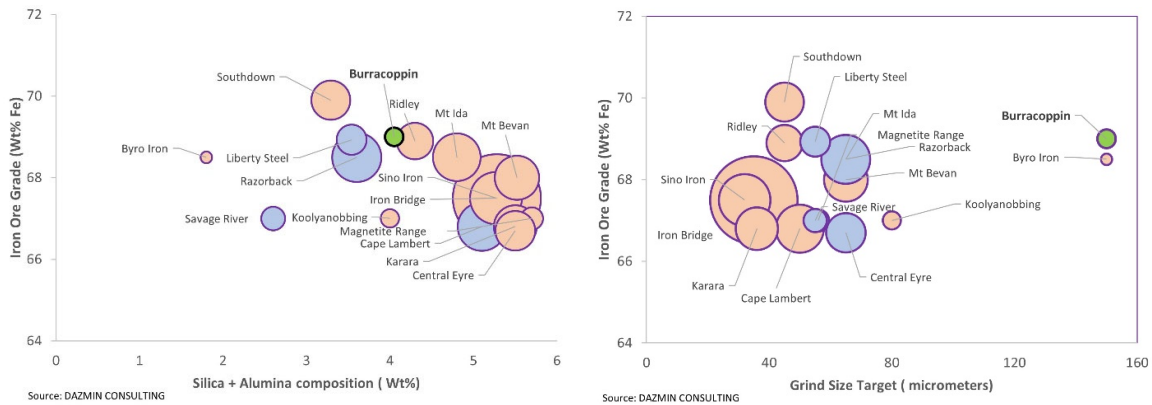 72
70
68
66
64
Iron Ore Grade (Wt% Fe)
Southdown
Burracoppin
Ridley
Mt Ida
Mt Bevan
Byro Iron
Liberty Steel
Razorback
Sino Iron
Iron Bridge
Savage River
Koolyanobbing
Magnetite Range
Cape Lambert
Karara
Central Eyre
0 1 2 3 4 5 6
Silica + Alumina composition ( Wt%)
Source: DAZMIN CONSULTING
72
70
68
66
64
Iron Ore Grade (Wt% Fe)
Southdown
Liberty Steel
Mt Ida
Burracoppin
Ridley
Magnetite Range
Razorback
Byro Iron
Mt Bevan
Sino Iron
Savage River
Koolyanobbing
Iron Bridge
Central Eyre
Karara
Cape Lambert
0 40 80 120 160
Grind Size Target ( micrometers)
Source: DAZMIN CONSULTING